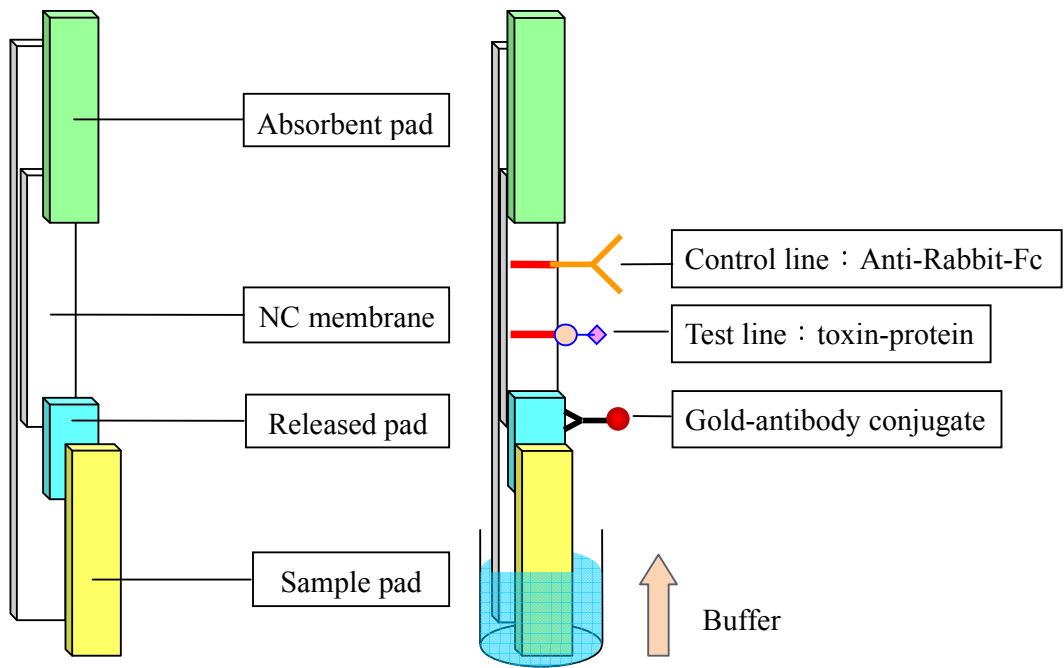 Absorbent pad
NC membrane
Released pad
Sample pad
Control line：Anti-Rabbit-Fc
Test line：toxin-protein
Gold-antibody conjugate
Buffer